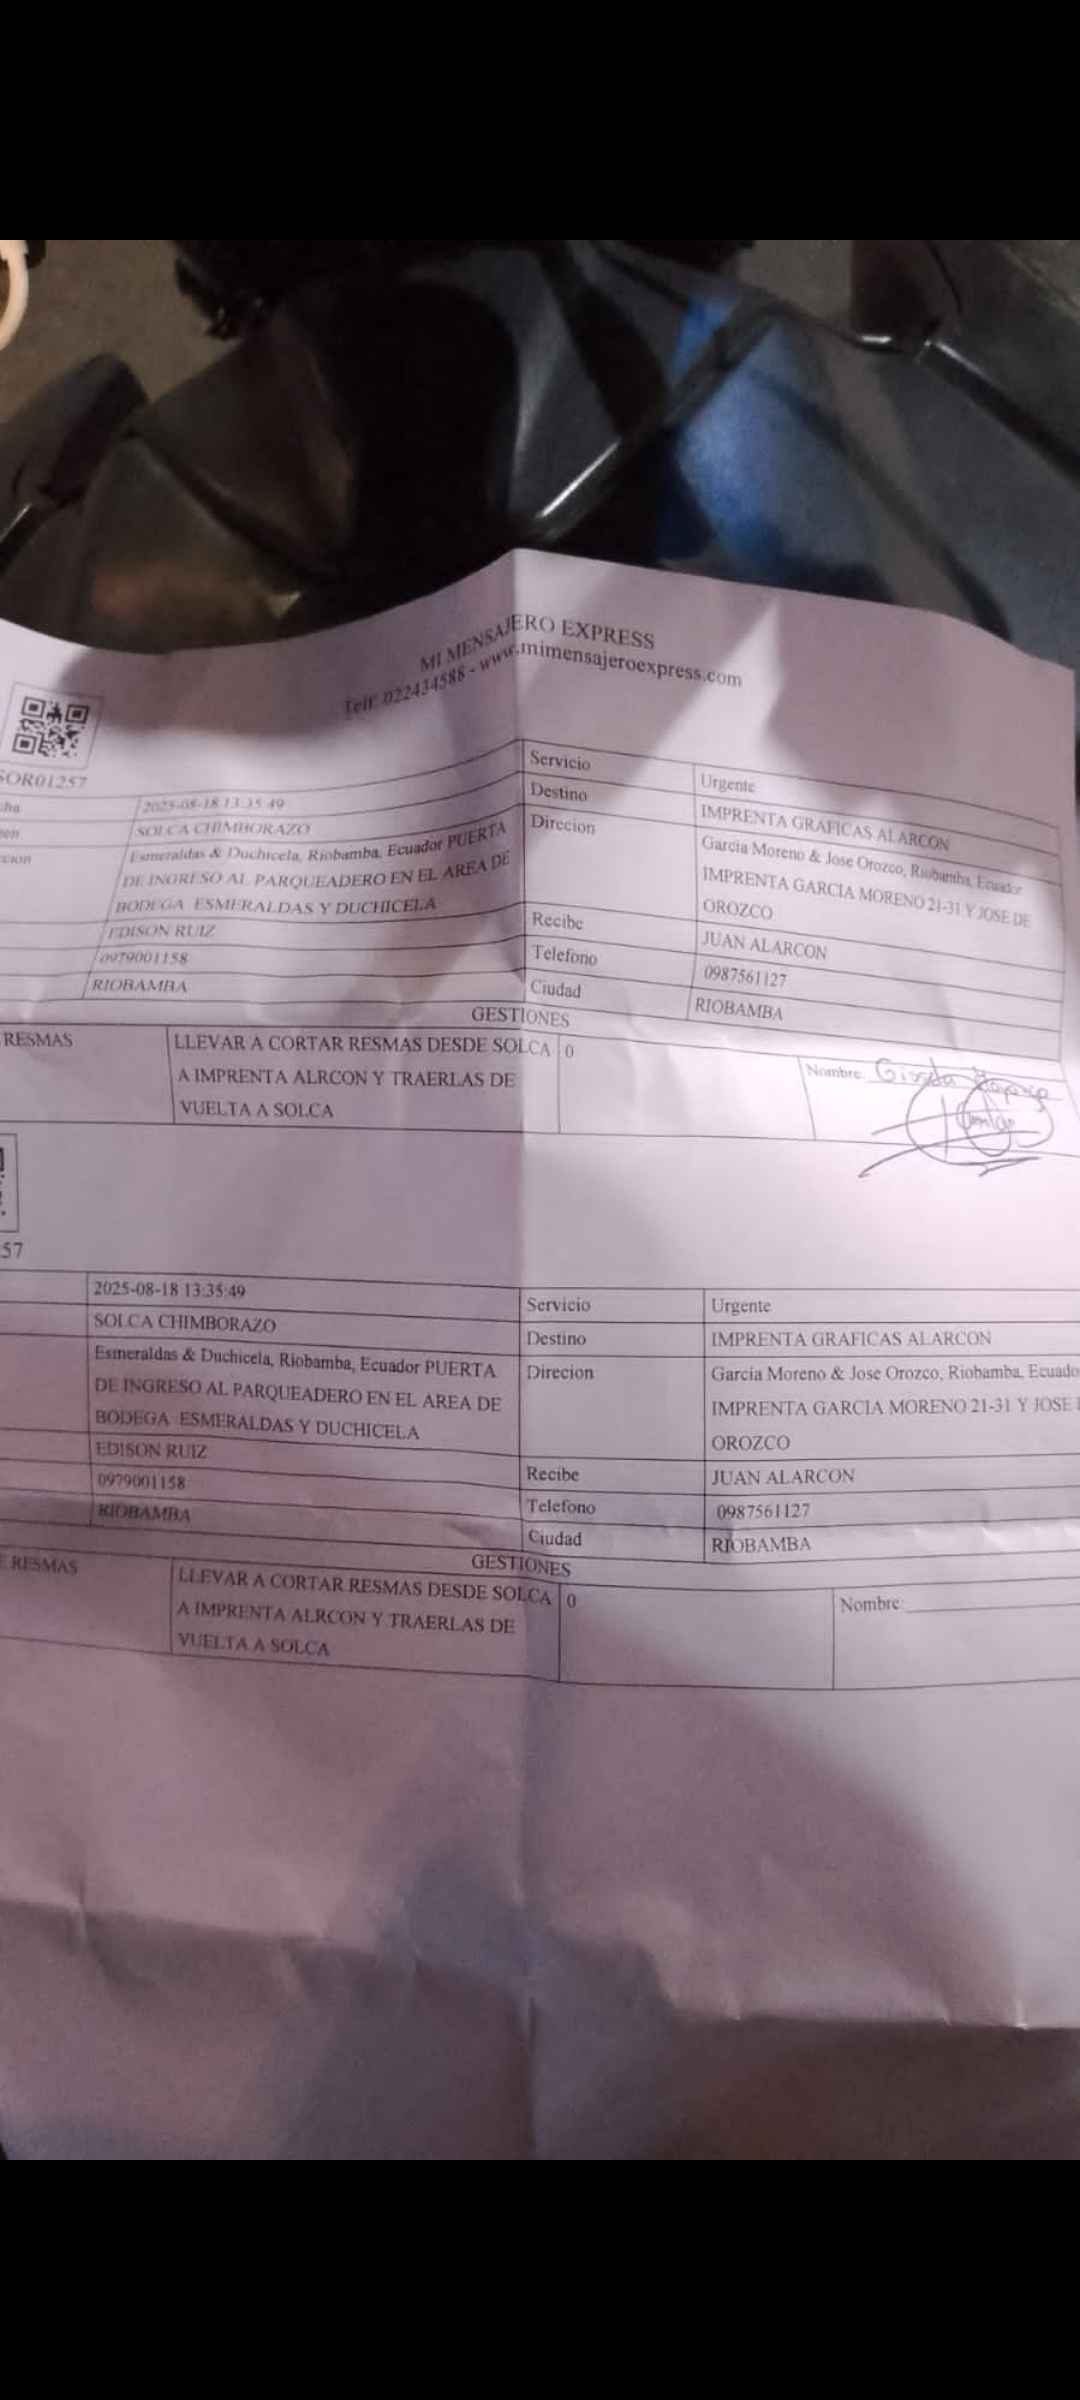 MI MENSAJERO EXPRESS
Telf: 022434588 - www.mimensajeroexpress.com
SOR01257
2025-08-18 13:35:49
SOLCA CHIMBORAZO
Esmeraldas & Duchicela, Riobamba, Ecuador PUERTA
DE INGRESO AL PARQUEADERO EN EL AREA DE
BODEGA ESMERALDAS Y DUCHICELA
EDISON RUIZ
0979001158
RIOBAMBA
Servicio Urgente
Destino IMPRENTA GRAFICAS ALARCON
Direcion Garcia Moreno & Jose Orozco, Riobamba, Ecuador
IMPRENTA GARCIA MORENO 21-31 Y JOSE DE
OROZCO
Recibe JUAN ALARCON
Telefono 0987561127
Ciudad RIOBAMBA
GESTIONES
RESMAS
LLEVAR A CORTAR RESMAS DESDE SOLCA 0
A IMPRENTA ALRCON Y TRAERLAS DE
VUELTA A SOLCA
Nombre:
57
2025-08-18 13:35:49
SOLCA CHIMBORAZO
Esmeraldas & Duchicela, Riobamba, Ecuador PUERTA
DE INGRESO AL PARQUEADERO EN EL AREA DE
BODEGA ESMERALDAS Y DUCHICELA
EDISON RUIZ
0979001158
RIOBAMBA
Servicio Urgente
Destino IMPRENTA GRAFICAS ALARCON
Direcion Garcia Moreno & Jose Orozco, Riobamba, Ecuado
IMPRENTA GARCIA MORENO 21-31 Y JOSE
OROZCO
Recibe JUAN ALARCON
Telefono 0987561127
Ciudad RIOBAMBA
GESTIONES
E RESMAS
LLEVAR A CORTAR RESMAS DESDE SOLCA 0
A IMPRENTA ALRCON Y TRAERLAS DE
VUELTA A SOLCA
Nombre: